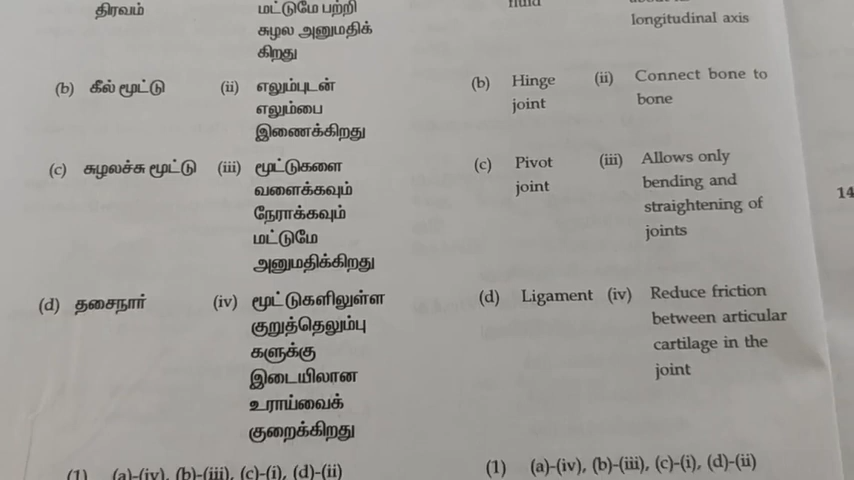 திரவம் மட்டுமே பற்றி
சுழல அனுமதிக்
கிறது
(b) கீல் மூட்டு (ii) எலும்புடன்
எலும்பை
இணைக்கிறது
(c) சுழலச்சு மூட்டு (iii) மூட்டுகளை
வளைக்கவும்
நேராக்கவும்
மட்டுமே
அனுமதிக்கிறது
(d) தசைநார் (iv) மூட்டுகளிலுள்ள
குறுத்தெலும்பு
களுக்கு
இடையிலான
உராய்வைக்
குறைக்கிறது
(1) (a)-(iv), (b)-(iii), (c)-(i), (d)-(ii)
fluid
longitudinal axis
(b) Hinge (ii) Connect bone to
joint bone
(c) Pivot (iii) Allows only
joint bending and
straightening of
joints
(d) Ligament (iv) Reduce friction
between articular
cartilage in the
joint
(1) (a)-(iv), (b)-(iii), (c)-(i), (d)-(ii)
14